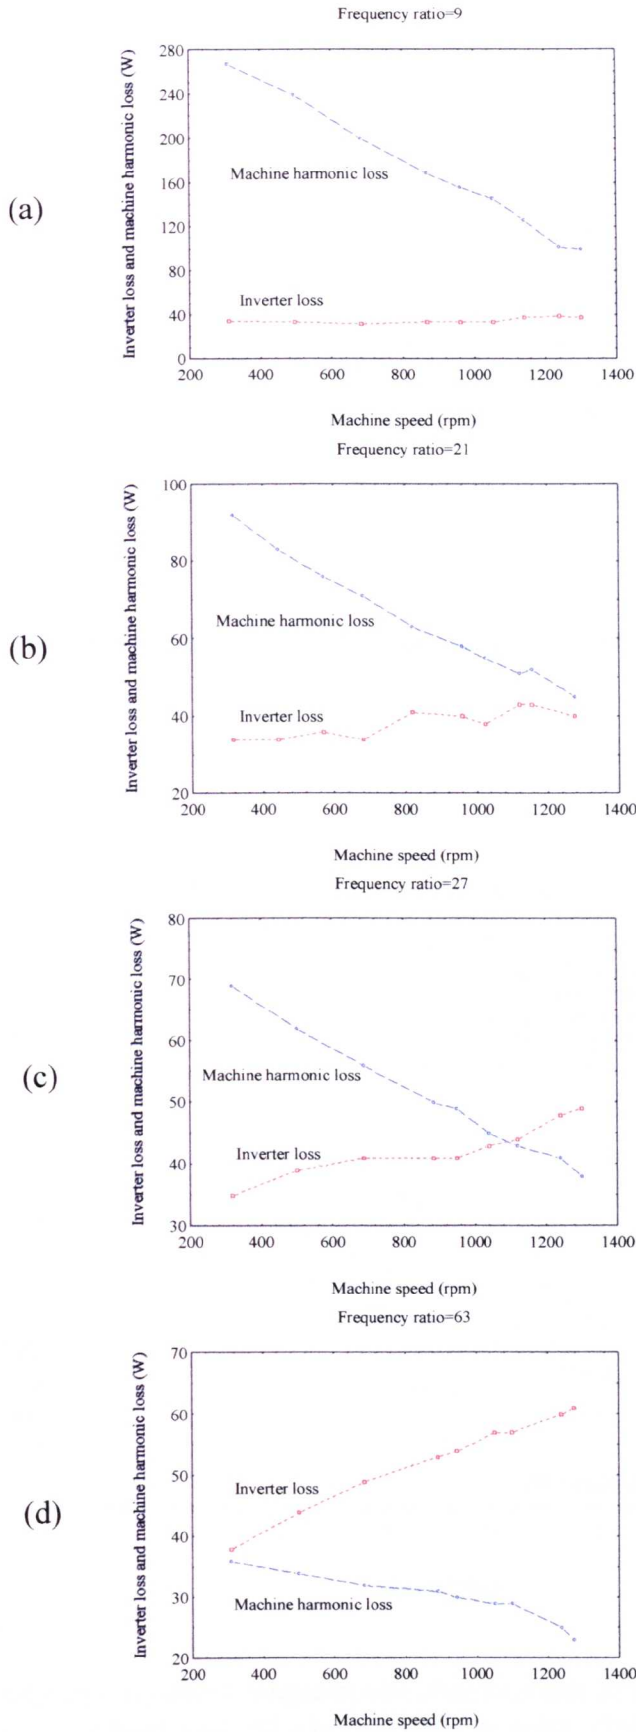 Frequency ratio=9
(a)
Inverter loss and machine harmonic loss (W)
280
240
200
160
120
80
40
0
Machine harmonic loss
Inverter loss
200 400 600 800 1000 1200 1400
Machine speed (rpm)
Frequency ratio=21
(b)
Inverter loss and machine harmonic loss (W)
100
80
60
40
20
Machine harmonic loss
Inverter loss
200 400 600 800 1000 1200 1400
Machine speed (rpm)
Frequency ratio=27
(c)
Inverter loss and machine harmonic loss (W)
80
70
60
50
40
30
Machine harmonic loss
Inverter loss
200 400 600 800 1000 1200 1400
Machine speed (rpm)
Frequency ratio=63
(d)
Inverter loss and machine harmonic loss (W)
70
60
50
40
30
20
Inverter loss
Machine harmonic loss
200 400 600 800 1000 1200 1400
Machine speed (rpm)